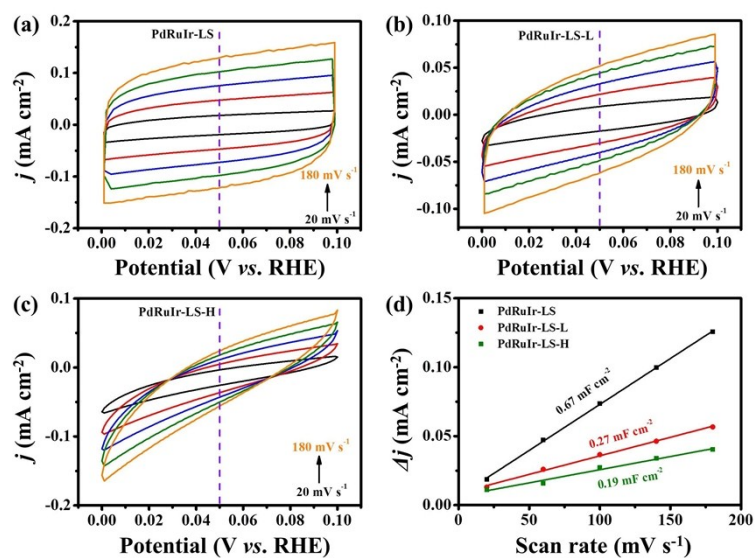 (a)
PdRuIr-LS
0.2
0.1
0.0
-0.1
-0.2
j (mA cm⁻²)
180 mV s⁻¹
20 mV s⁻¹
0.00 0.02 0.04 0.06 0.08 0.10
Potential (V vs. RHE)
(b)
PdRuIr-LS-L
0.10
0.05
0.00
-0.05
-0.10
j (mA cm⁻²)
180 mV s⁻¹
20 mV s⁻¹
0.00 0.02 0.04 0.06 0.08 0.10
Potential (V vs. RHE)
(c)
PdRuIr-LS-H
0.1
0.0
-0.1
-0.2
j (mA cm⁻²)
180 mV s⁻¹
20 mV s⁻¹
0.00 0.02 0.04 0.06 0.08 0.10
Potential (V vs. RHE)
(d)
PdRuIr-LS
PdRuIr-LS-L
PdRuIr-LS-H
0.15
0.10
0.05
0.00
Δj (mA cm⁻²)
0.67 mF cm⁻²
0.27 mF cm⁻²
0.19 mF cm⁻²
0 50 100 150 200
Scan rate (mV s⁻¹)